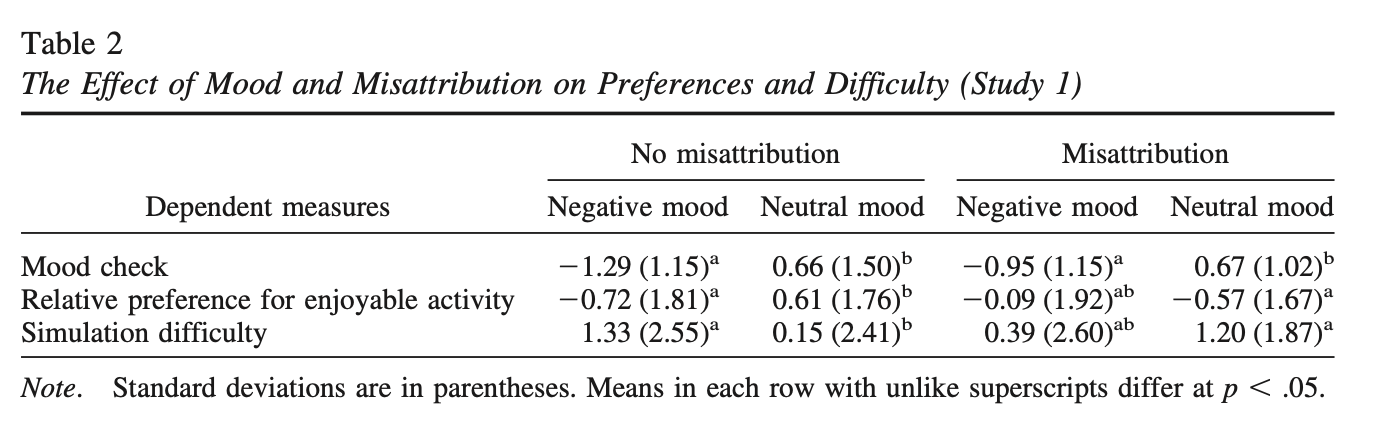 Table 2
The Effect of Mood and Misattribution on Preferences and Difficulty (Study 1)
No misattribution Misattribution
Dependent measures Negative mood Neutral mood Negative mood Neutral mood
Mood check −1.29 (1.15)ᵃ 0.66 (1.50)ᵇ −0.95 (1.15)ᵃ 0.67 (1.02)ᵇ
Relative preference for enjoyable activity −0.72 (1.81)ᵃ 0.61 (1.76)ᵇ −0.09 (1.92)ᵃᵇ −0.57 (1.67)ᵃ
Simulation difficulty 1.33 (2.55)ᵃ 0.15 (2.41)ᵇ 0.39 (2.60)ᵃᵇ 1.20 (1.87)ᵃ
Note. Standard deviations are in parentheses. Means in each row with unlike superscripts differ at p < .05.